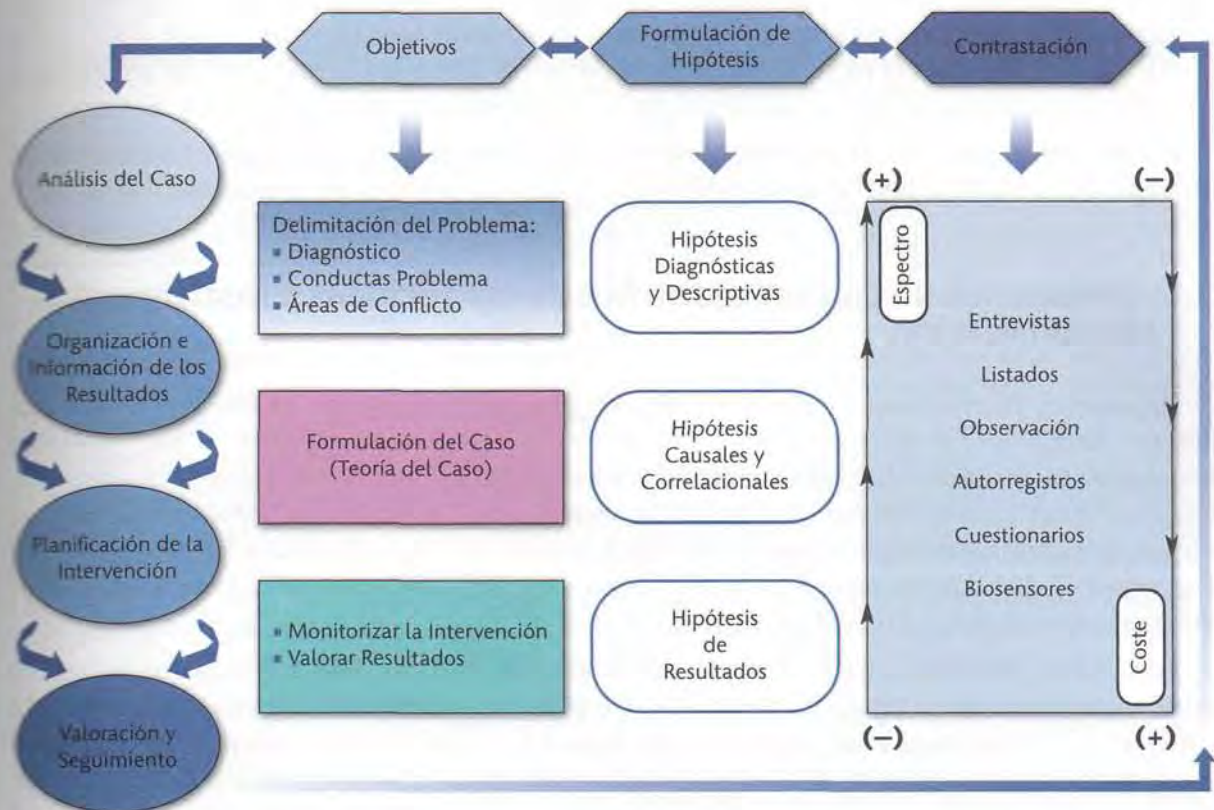 Objetivos
Formulación de
Hipótesis
Contrastación
Análisis del Caso
Organización e
Información de los
Resultados
Planificación de la
Intervención
Valoración y
Seguimiento
Delimitación del Problema:
▪ Diagnóstico
▪ Conductas Problema
▪ Áreas de Conflicto
Formulación del Caso
(Teoría del Caso)
▪ Monitorizar la Intervención
▪ Valorar Resultados
Hipótesis
Diagnósticas
y Descriptivas
Hipótesis
Causales y
Correlacionales
Hipótesis
de
Resultados
(+)
(−)
Espectro
Entrevistas
Listados
Observación
Autorregistros
Cuestionarios
Biosensores
Coste
(−)
(+)